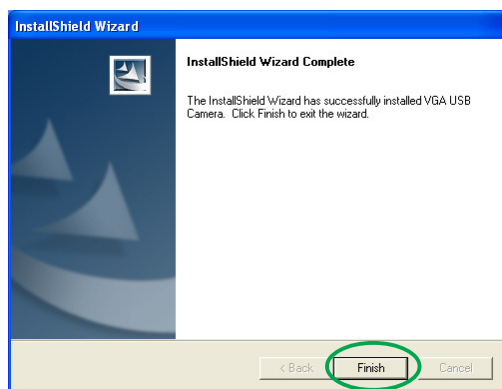 InstallShield Wizard
InstallShield Wizard Complete
The InstallShield Wizard has successfully installed VGA USB
Camera. Click Finish to exit the wizard.
< Back Finish Cancel